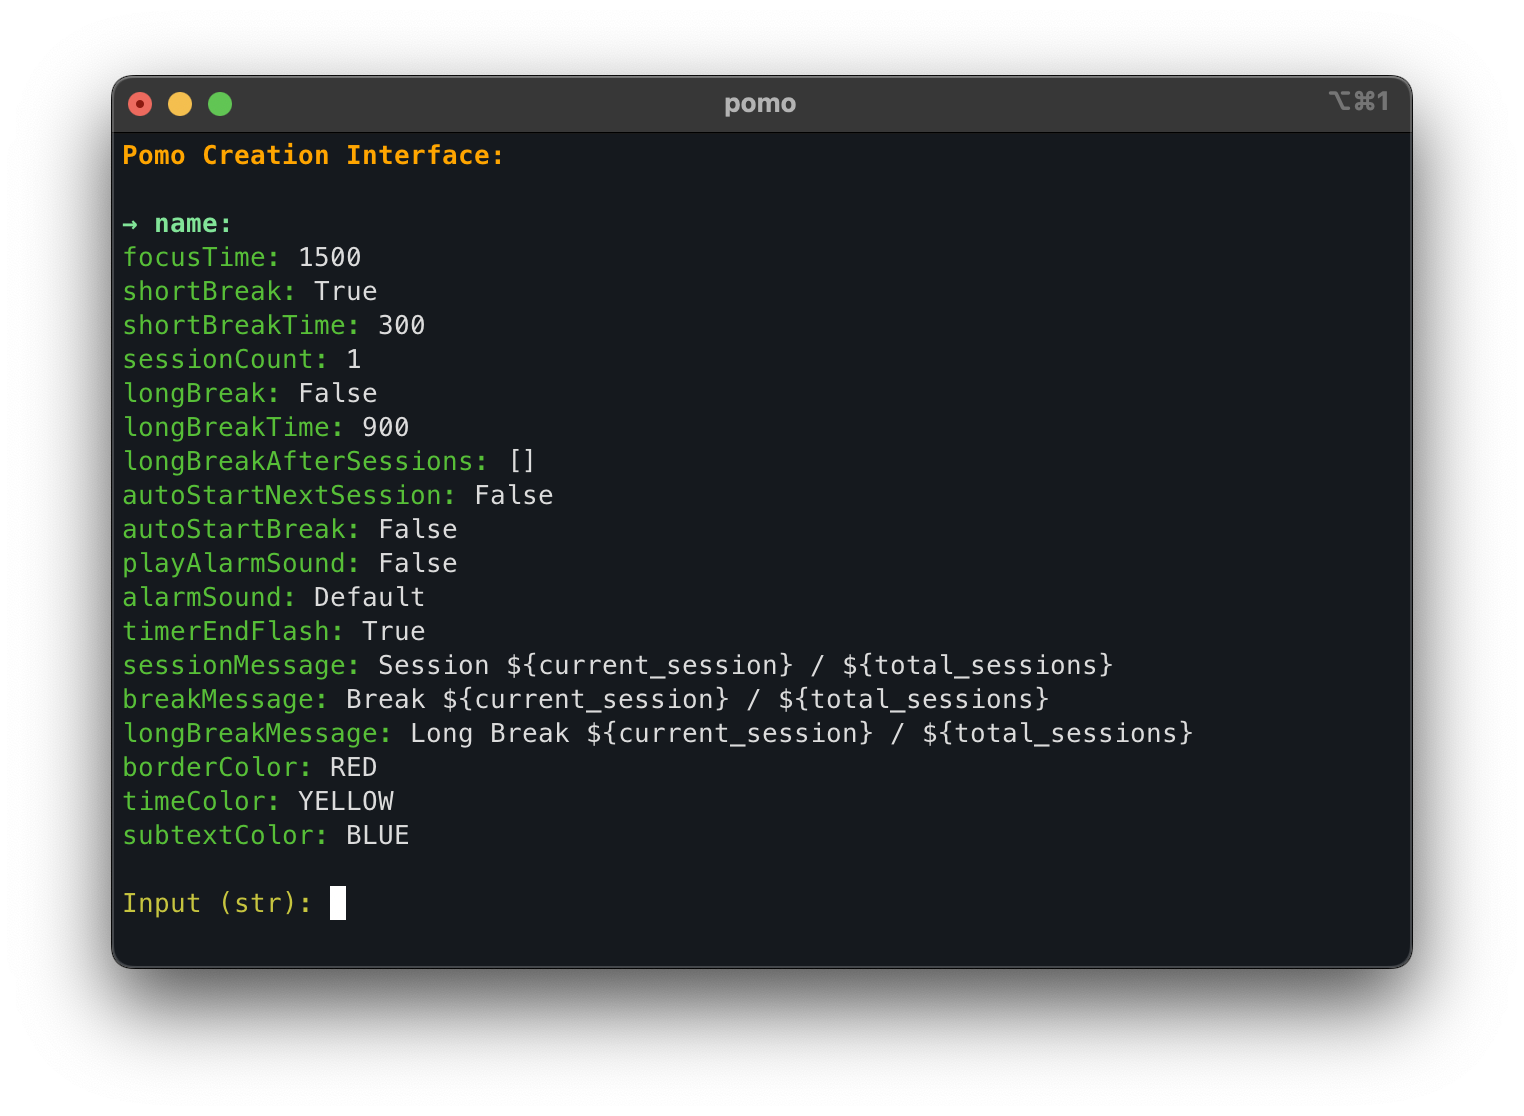 pomo
⌥⌘1
Pomo Creation Interface:
→ name:
focusTime: 1500
shortBreak: True
shortBreakTime: 300
sessionCount: 1
longBreak: False
longBreakTime: 900
longBreakAfterSessions: []
autoStartNextSession: False
autoStartBreak: False
playAlarmSound: False
alarmSound: Default
timerEndFlash: True
sessionMessage: Session ${current_session} / ${total_sessions}
breakMessage: Break ${current_session} / ${total_sessions}
longBreakMessage: Long Break ${current_session} / ${total_sessions}
borderColor: RED
timeColor: YELLOW
subtextColor: BLUE
Input (str):